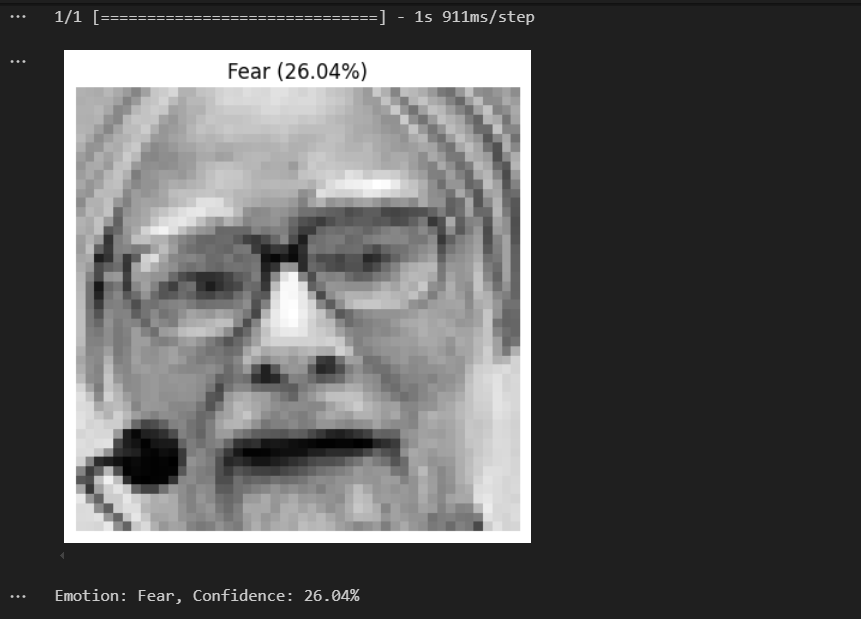 ... 1/1 [==============================] - 1s 911ms/step
...
Fear (26.04%)
... Emotion: Fear, Confidence: 26.04%